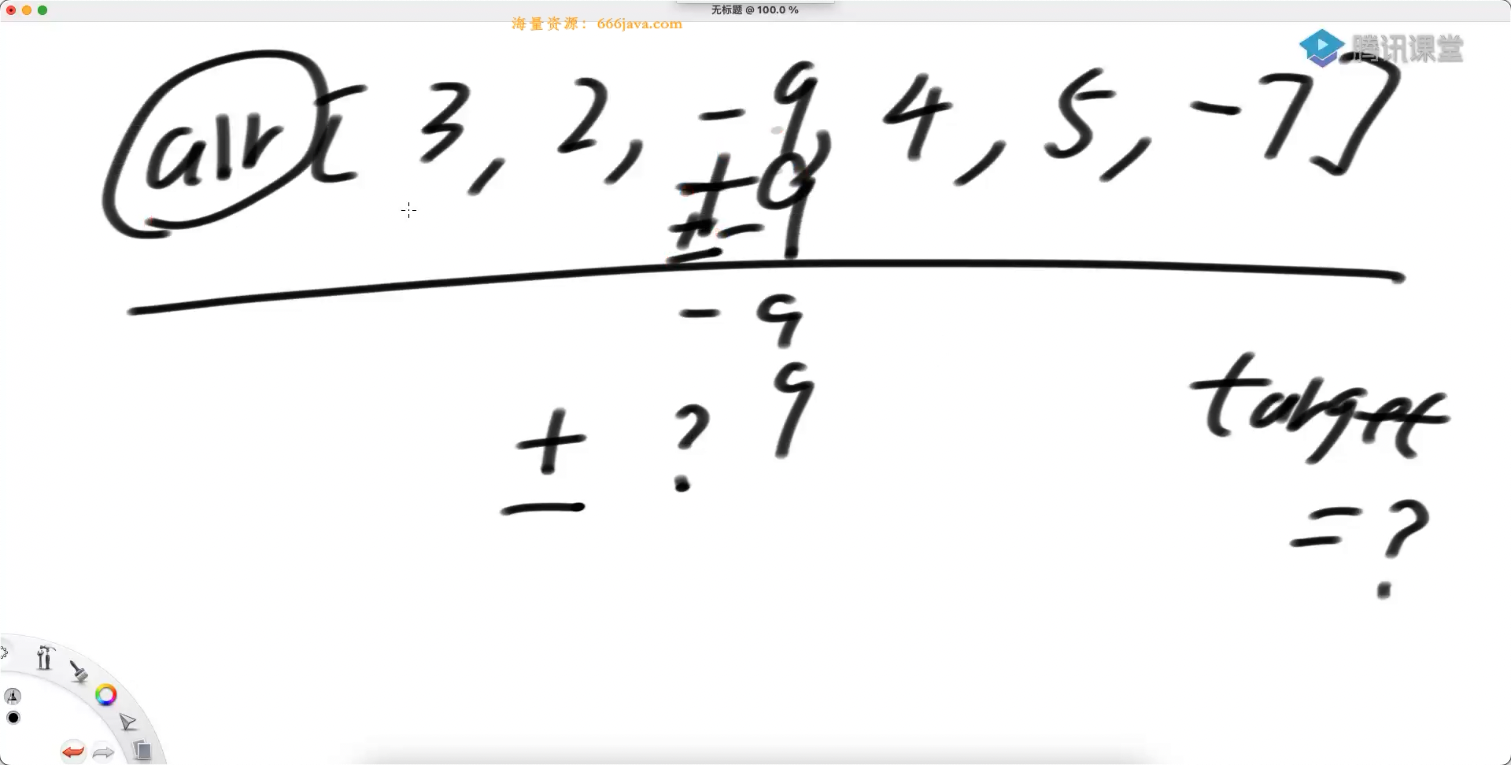 无标题 @ 100.0 %
海量资源：666java.com
腾讯课堂
arr[ 3, 2, -9, 4, 5, -7]
+9
+ - 9
-
- 9
9
+ ?
-
target
= ?